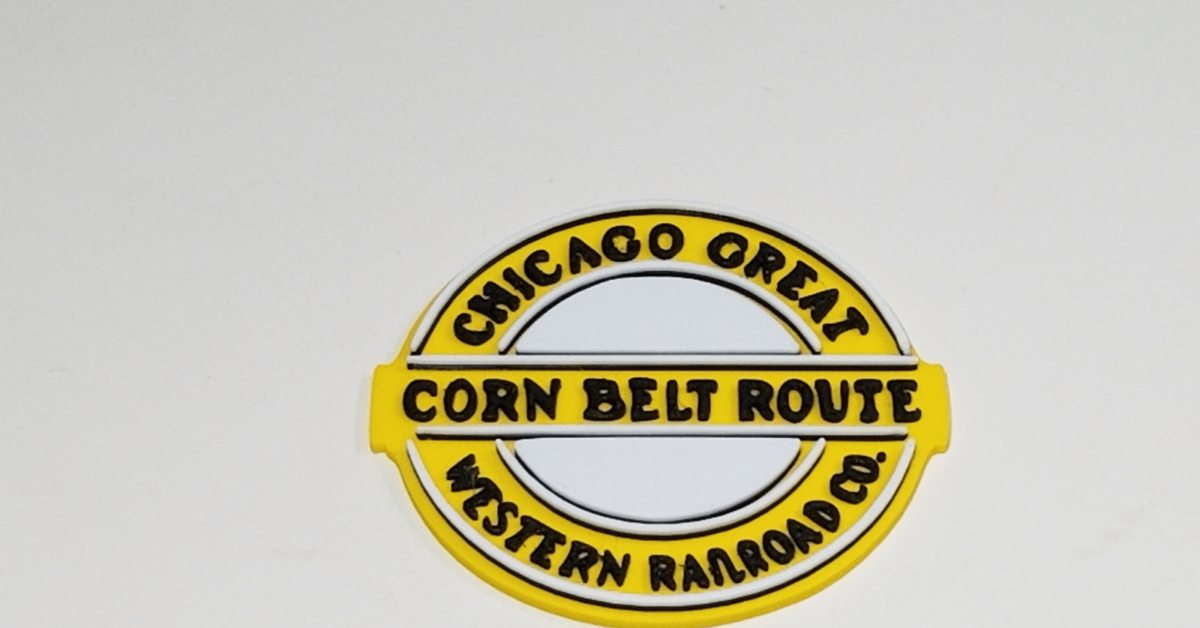 CHICAGO GREAT
CORN BELT ROUTE
WESTERN RAILROAD CO.